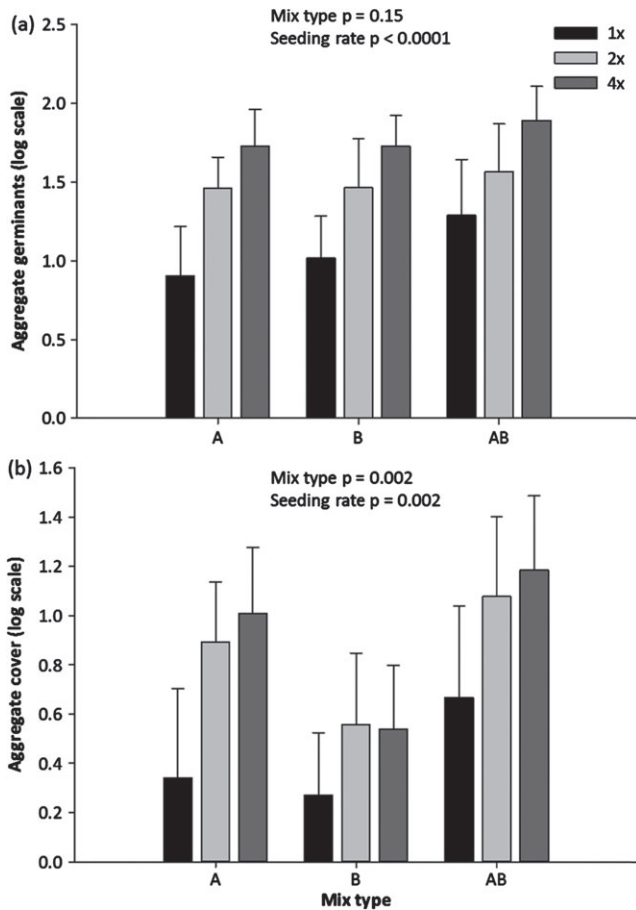 (a)
Mix type p = 0.15
Seeding rate p < 0.0001
1x
2x
4x
Aggregate germinants (log scale)
2.5
2.0
1.5
1.0
0.5
0.0
A B AB
(b)
Mix type p = 0.002
Seeding rate p = 0.002
Aggregate cover (log scale)
1.6
1.4
1.2
1.0
0.8
0.6
0.4
0.2
0.0
A B AB
Mix type